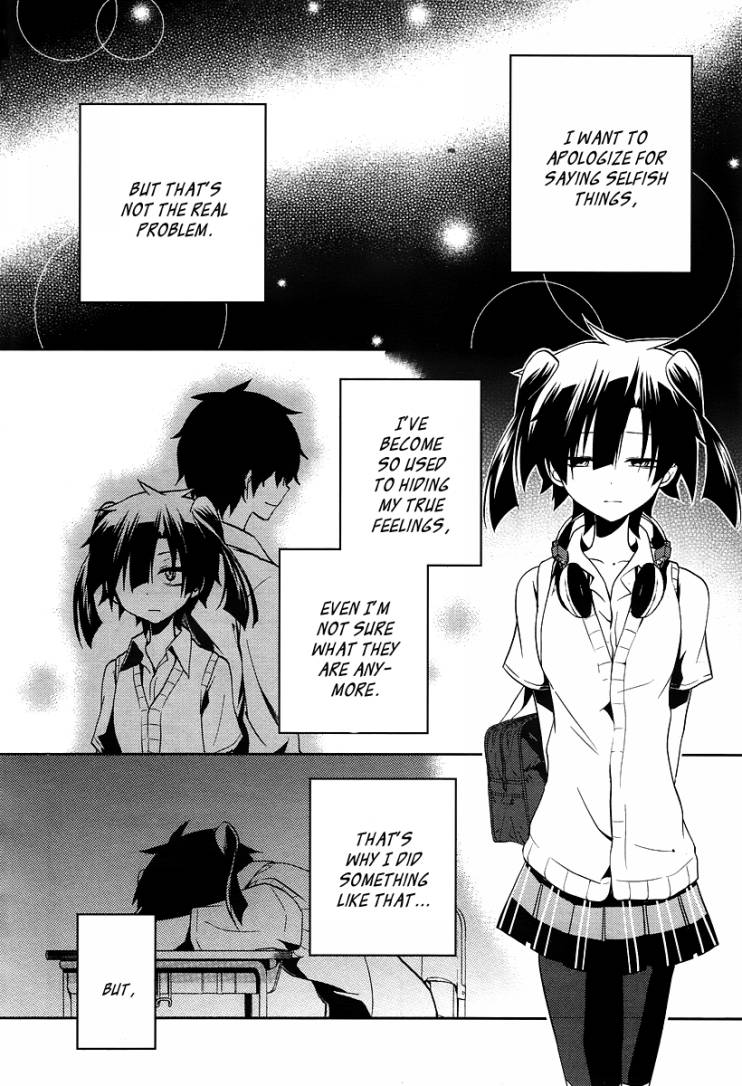 I WANT TO
APOLOGIZE FOR
SAYING SELFISH
THINGS,
BUT THAT'S
NOT THE REAL
PROBLEM.
I'VE
BECOME
SO USED
TO HIDING
MY TRUE
FEELINGS,
EVEN I'M
NOT SURE
WHAT THEY
ARE ANY-
MORE.
THAT'S
WHY I DID
SOMETHING
LIKE THAT...
BUT,